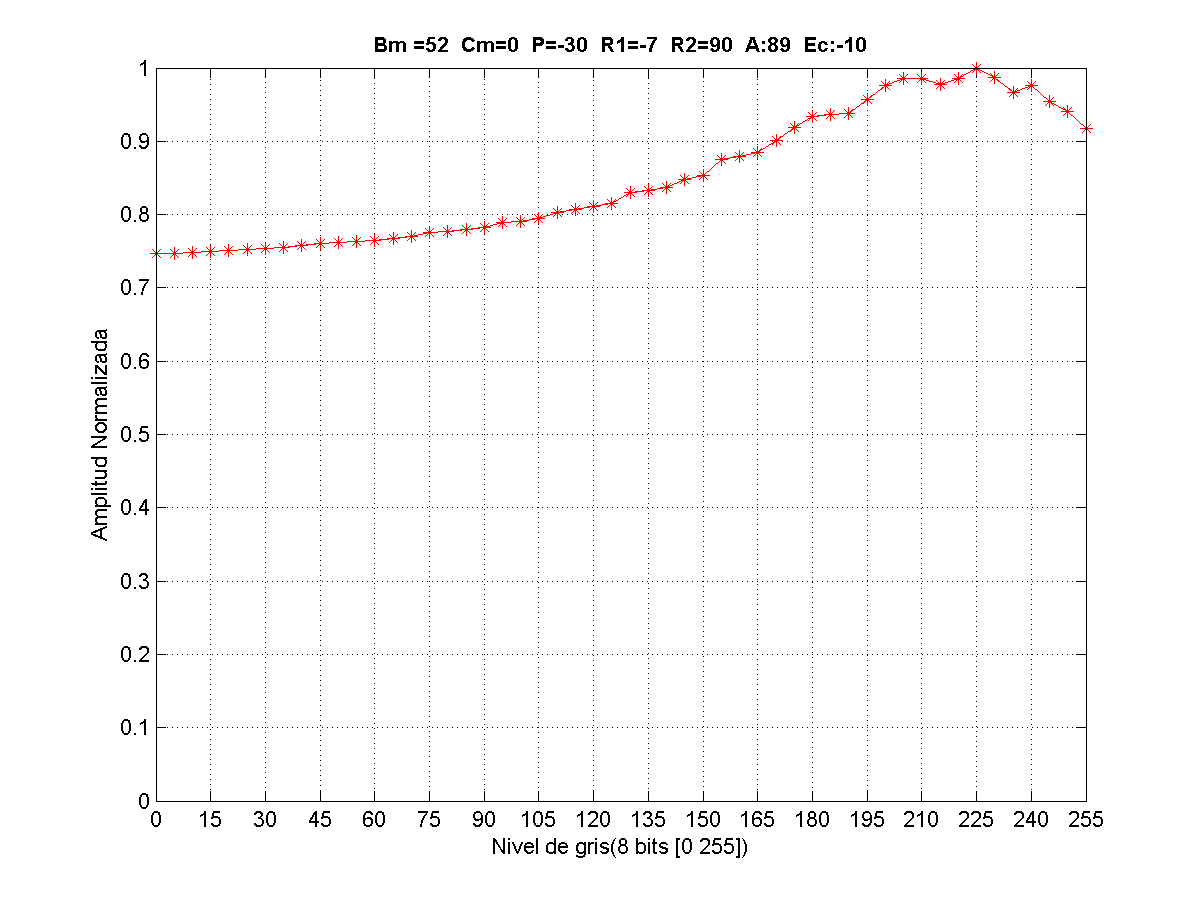 Bm =52 Cm=0 P=-30 R1=-7 R2=90 A:89 Ec:-10
1
0.9
0.8
0.7
0.6
0.5
0.4
0.3
0.2
0.1
0
Amplitud Normalizada
0 15 30 45 60 75 90 105 120 135 150 165 180 195 210 225 240 255
Nivel de gris(8 bits [0 255])